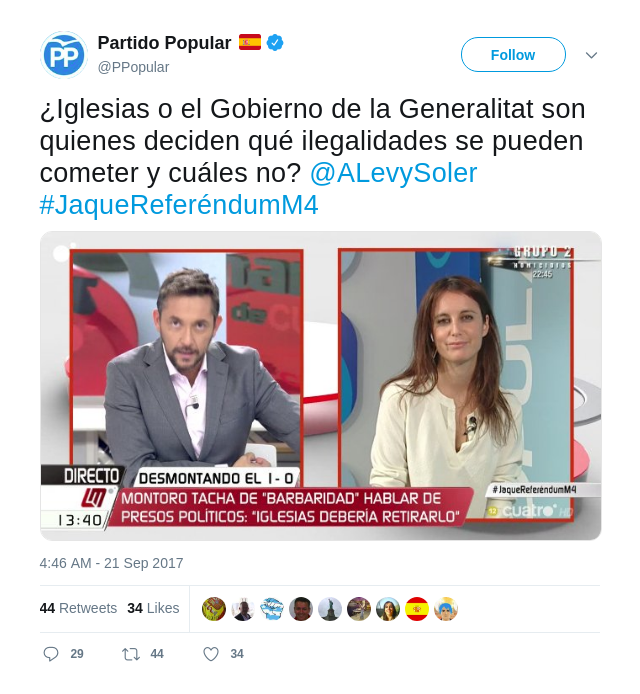 Partido Popular
@PPopular
Follow
¿Iglesias o el Gobierno de la Generalitat son
quienes deciden qué ilegalidades se pueden
cometer y cuáles no? @ALevySoler
#JaqueReferéndumM4
GRUPO 2
HOMICIDIOS
22:45
DIRECTO
DESMONTANDO EL 1-O
#JaqueReferéndumM4
MONTORO TACHA DE "BARBARIDAD" HABLAR DE
PRESOS POLÍTICOS: "IGLESIAS DEBERÍA RETIRARLO"
13:40
cuatro HD
4:46 AM - 21 Sep 2017
44 Retweets 34 Likes
29 44 34